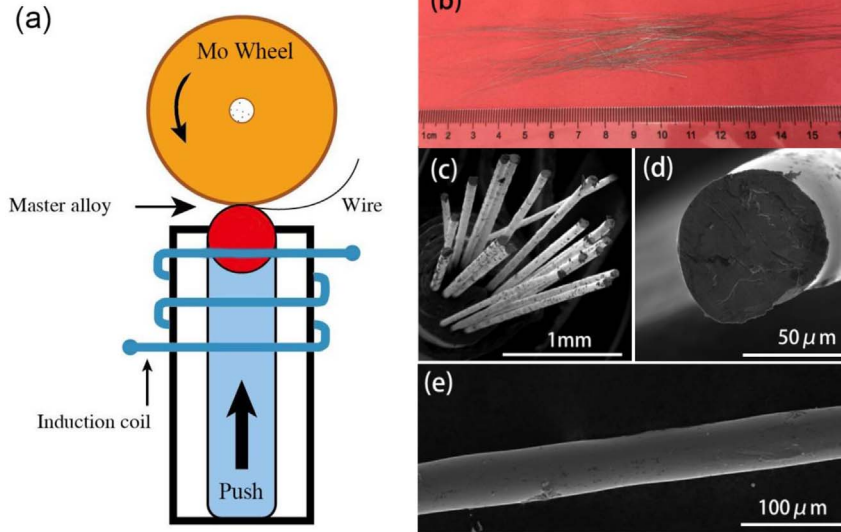 (a)
Mo Wheel
Master alloy
Wire
Induction coil
Push
(b)
1cm 2 3 4 5 6 7 8 9 10 11 12 13 14 15
(c)
1mm
(d)
50 μm
(e)
100 μm